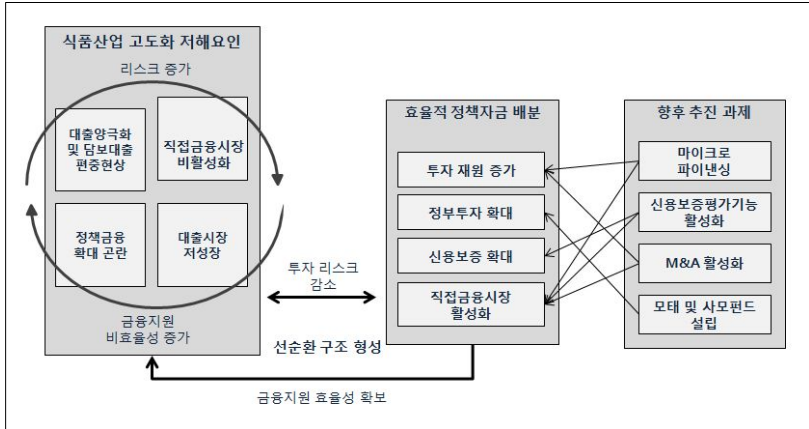 식품산업 고도화 저해요인
리스크 증가
대출양극화
및 담보대출
편중현상
직접금융시장
비활성화
정책금융
확대 곤란
대출시장
저성장
금융지원
비효율성 증가
투자 리스크
감소
선순환 구조 형성
금융지원 효율성 확보
효율적 정책자금 배분
투자 재원 증가
정부투자 확대
신용보증 확대
직접금융시장
활성화
향후 추진 과제
마이크로
파이낸싱
신용보증평가기능
활성화
M&A 활성화
모태 및 사모펀드
설립